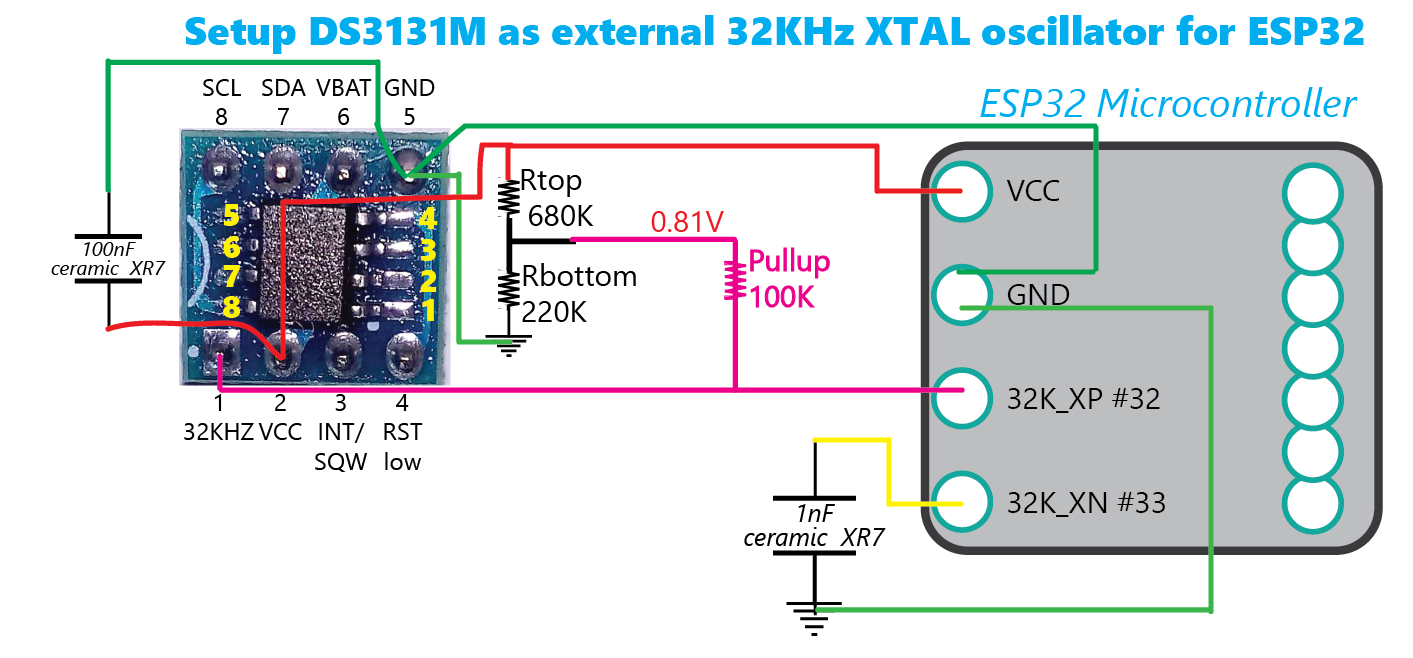 Setup DS3131M as external 32KHz XTAL oscillator for ESP32
ESP32 Microcontroller
SCL SDA VBAT GND
8 7 6 5
Rtop
680K
VCC
5 4
6 3
7 2
8 1
0.81V
100nF
ceramic XR7
Rbottom
220K
Pullup
100K
GND
1 2 3 4
32KHZ VCC INT/ RST
SQW low
32K_XP #32
32K_XN #33
1nF
ceramic XR7